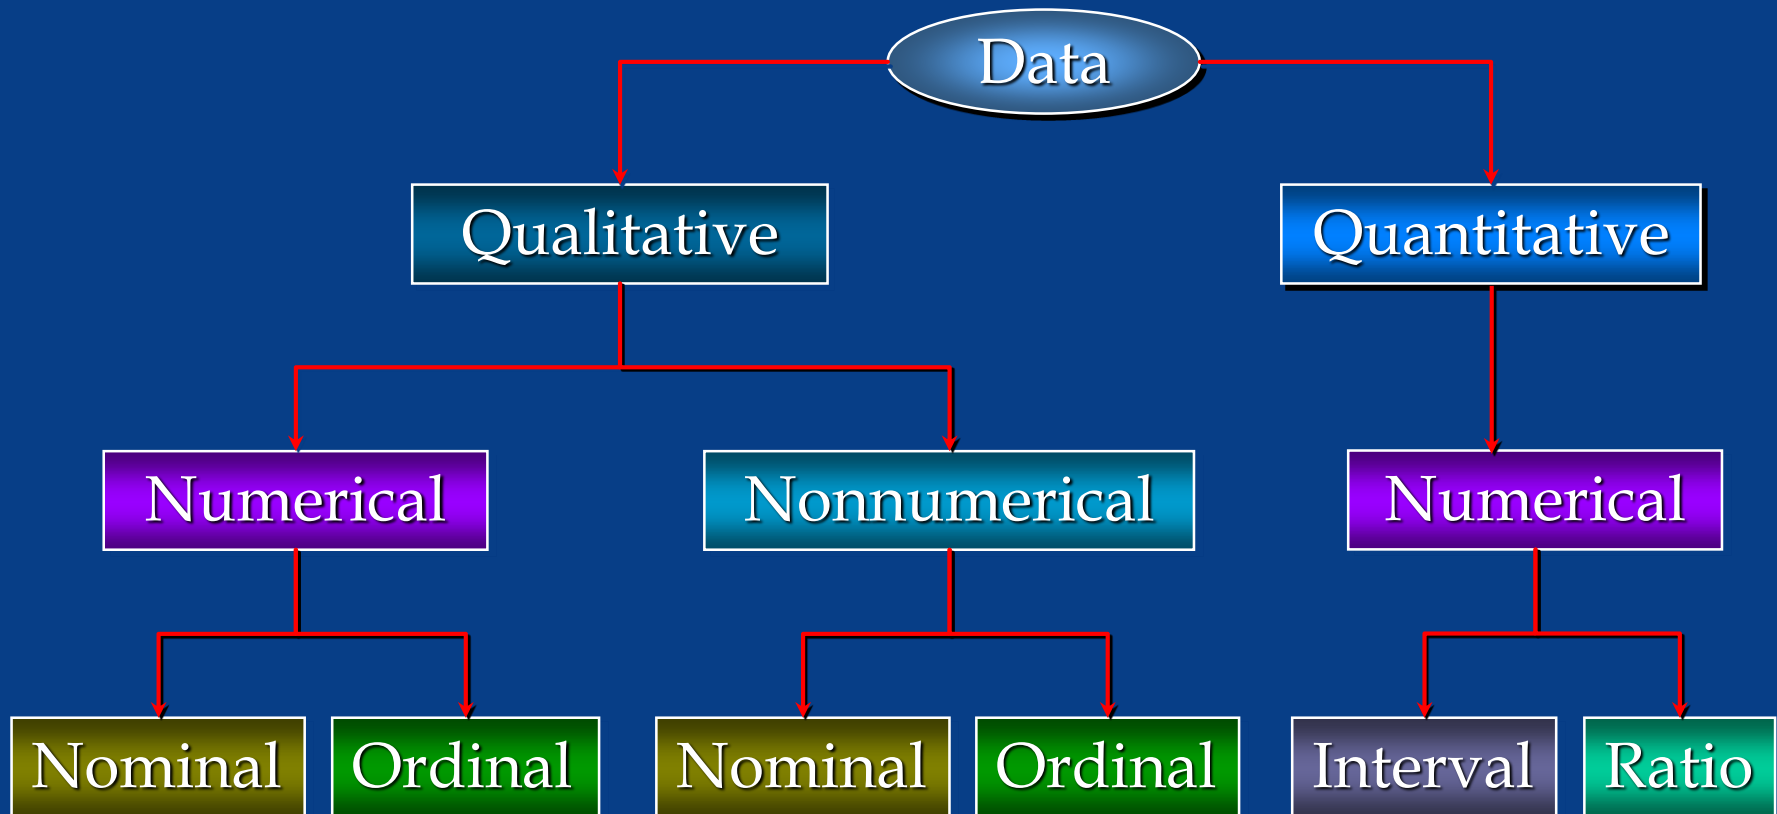 Data
Qualitative
Quantitative
Numerical
Nonnumerical
Numerical
Nominal
Ordinal
Nominal
Ordinal
Interval
Ratio